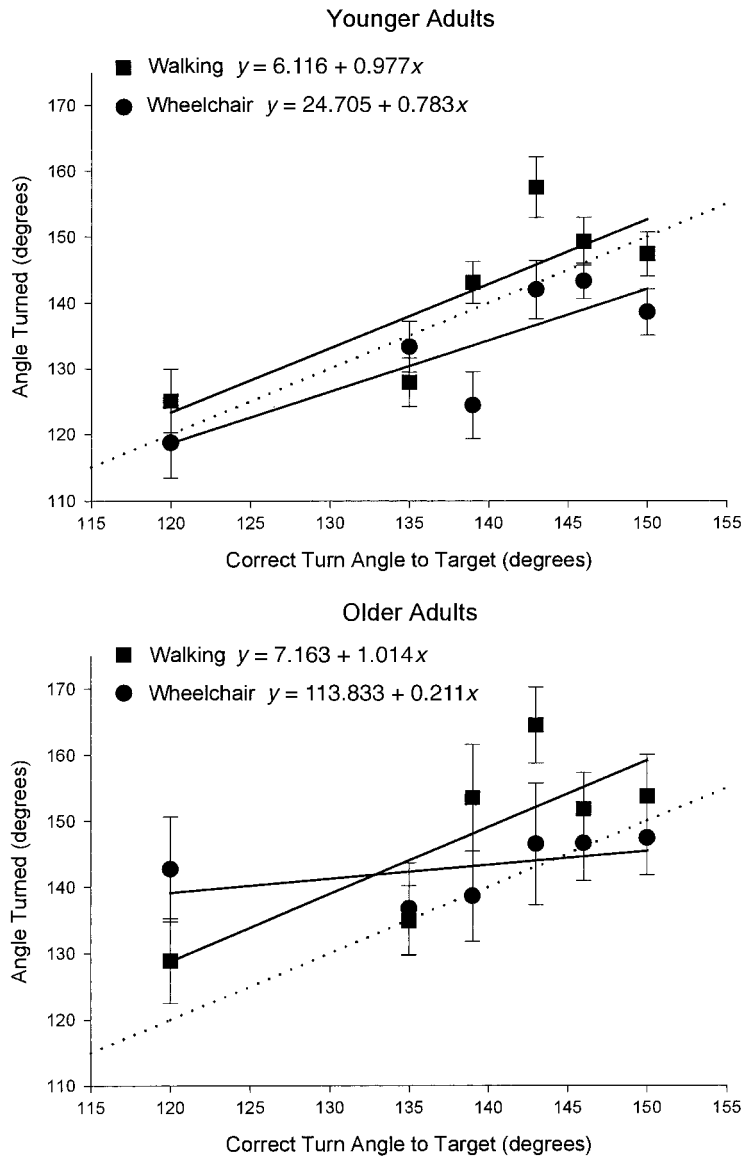 Younger Adults
Walking y = 6.116 + 0.977x
Wheelchair y = 24.705 + 0.783x
Angle Turned (degrees)
170
160
150
140
130
120
110
115 120 125 130 135 140 145 150 155
Correct Turn Angle to Target (degrees)
Older Adults
Walking y = 7.163 + 1.014x
Wheelchair y = 113.833 + 0.211x
Angle Turned (degrees)
170
160
150
140
130
120
110
115 120 125 130 135 140 145 150 155
Correct Turn Angle to Target (degrees)